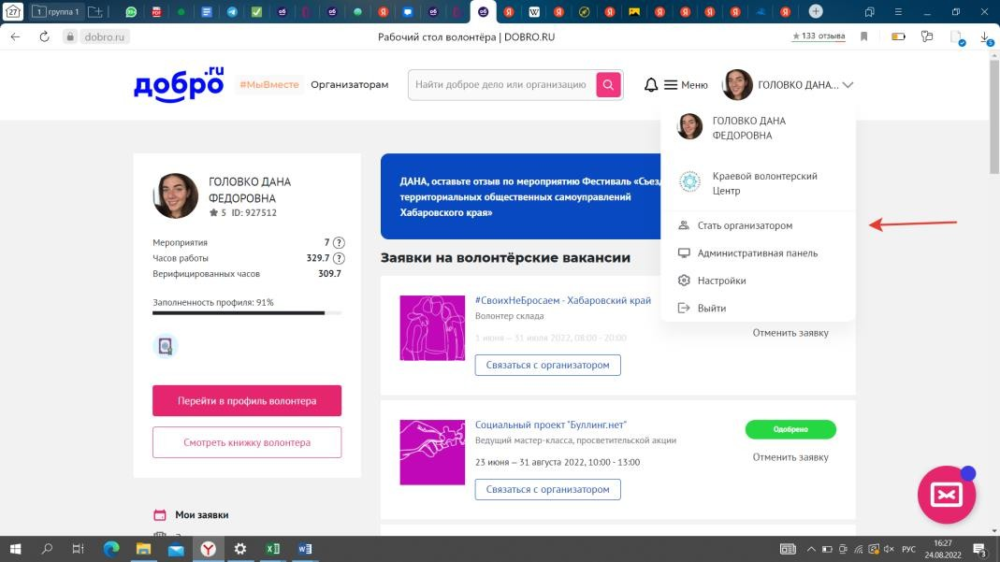 27
1 группа 1
dobro.ru
Рабочий стол волонтёра | DOBRO.RU
★ 133 отзыва
5
добро.ru
#МыВместе
Организаторам
Найти доброе дело или организацию
Меню
ГОЛОВКО ДАНА...
ГОЛОВКО ДАНА
ФЕДОРОВНА
Краевой волонтерский
Центр
Стать организатором
Административная панель
Настройки
Выйти
ГОЛОВКО ДАНА
ФЕДОРОВНА
★ 5 ID: 927512
Мероприятия 7 ?
Часов работы 329.7 ?
Верифицированных часов 309.7
Заполненность профиля: 91%
Перейти в профиль волонтера
Смотреть книжку волонтера
Мои заявки
ДАНА, оставьте отзыв по мероприятию Фестиваль «Съезд
территориальных общественных самоуправлений
Хабаровского края»
Заявки на волонтёрские вакансии
#СвоихНеБросаем - Хабаровский край
Волонтер склада
1 июня — 31 июля 2022, 08:00 - 20:00
Отменить заявку
Связаться с организатором
Социальный проект "Буллинг.нет"
Ведущий мастер-класса, просветительской акции
23 июня — 31 августа 2022, 10:00 - 13:00
Одобрено
Отменить заявку
Связаться с организатором
РУС
16:27
24.08.2022
3